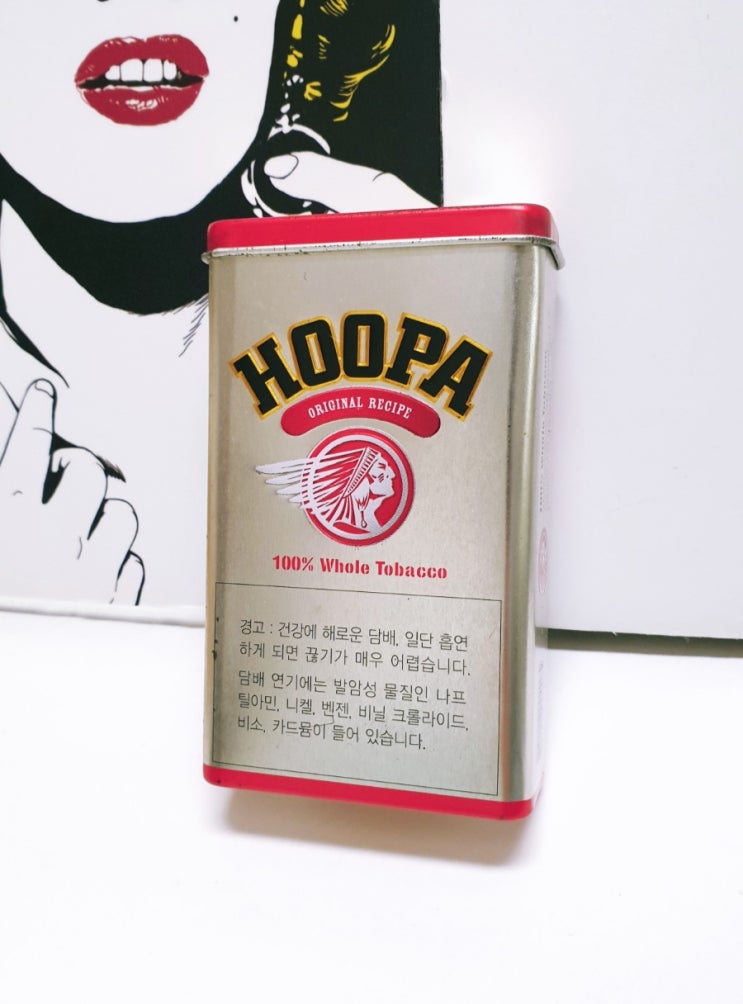 HOOPA
ORIGINAL RECIPE
100% Whole Tobacco
경고 : 건강에 해로운 담배, 일단 흡연
하게 되면 끊기가 매우 어렵습니다.
담배 연기에는 발암성 물질인 나프
틸아민, 니켈, 벤젠, 비닐 크롤라이드,
비소, 카드뮴이 들어 있습니다.